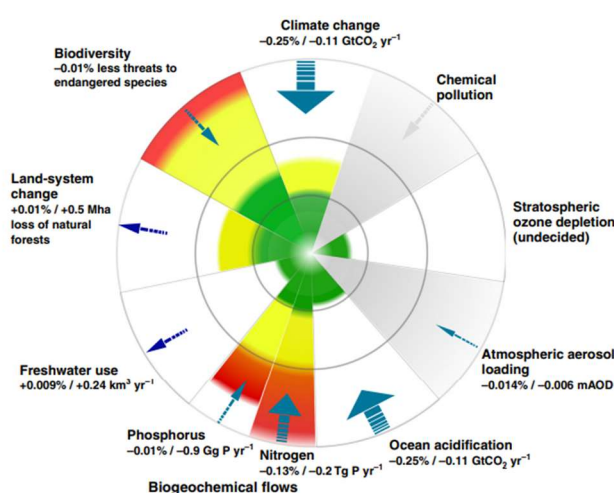 Climate change
−0.25% / −0.11 GtCO₂ yr⁻¹
Biodiversity
−0.01% less threats to
endangered species
Chemical
pollution
Land-system
change
+0.01% / +0.5 Mha
loss of natural
forests
Stratospheric
ozone depletion
(undecided)
Freshwater use
+0.009% / +0.24 km³ yr⁻¹
Atmospheric aerosol
loading
−0.014% / −0.006 mAOD
Phosphorus
−0.01% / −0.9 Gg P yr⁻¹
Nitrogen
−0.13% / −0.2 Tg P yr⁻¹
Ocean acidification
−0.25% / −0.11 GtCO₂ yr⁻¹
Biogeochemical flows